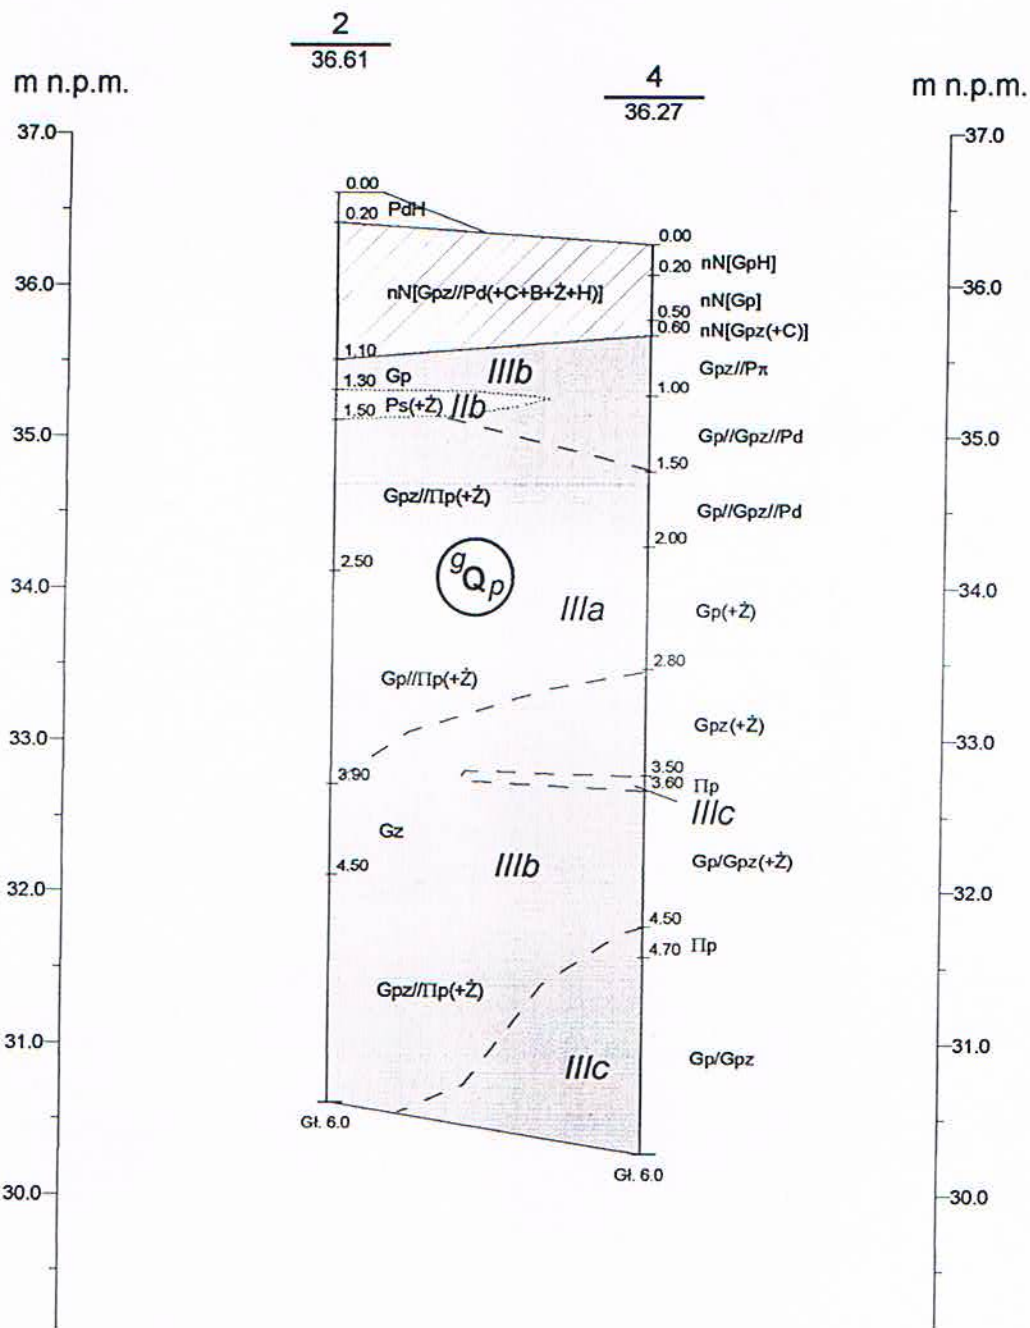 2
36.61
4
36.27
m n.p.m.
m n.p.m.
37.0
37.0
0.00
PdH
0.20
0.00
nN[GpH]
0.20
36.0
36.0
nN[Gpz//Pd(+C+B+Ż+H)]
nN[Gp]
0.50
0.60
nN[Gpz(+C)]
1.10
Gp
IIIb
Gpz//Pπ
1.30
1.00
Ps(+Ż)
IIb
1.50
35.0
35.0
Gp//Gpz//Pd
1.50
Gpz//Πp(+Ż)
Gp//Gpz//Pd
2.00
2.50
gQp
34.0
34.0
IIIa
Gp(+Ż)
2.80
Gp//Πp(+Ż)
33.0
33.0
Gpz(+Ż)
3.90
3.50
3.60
Πp
IIIc
Gz
IIIb
Gp/Gpz(+Ż)
4.50
32.0
32.0
4.50
4.70
Πp
Gpz//Πp(+Ż)
31.0
31.0
IIIc
Gp/Gpz
Gł. 6.0
Gł. 6.0
30.0
30.0